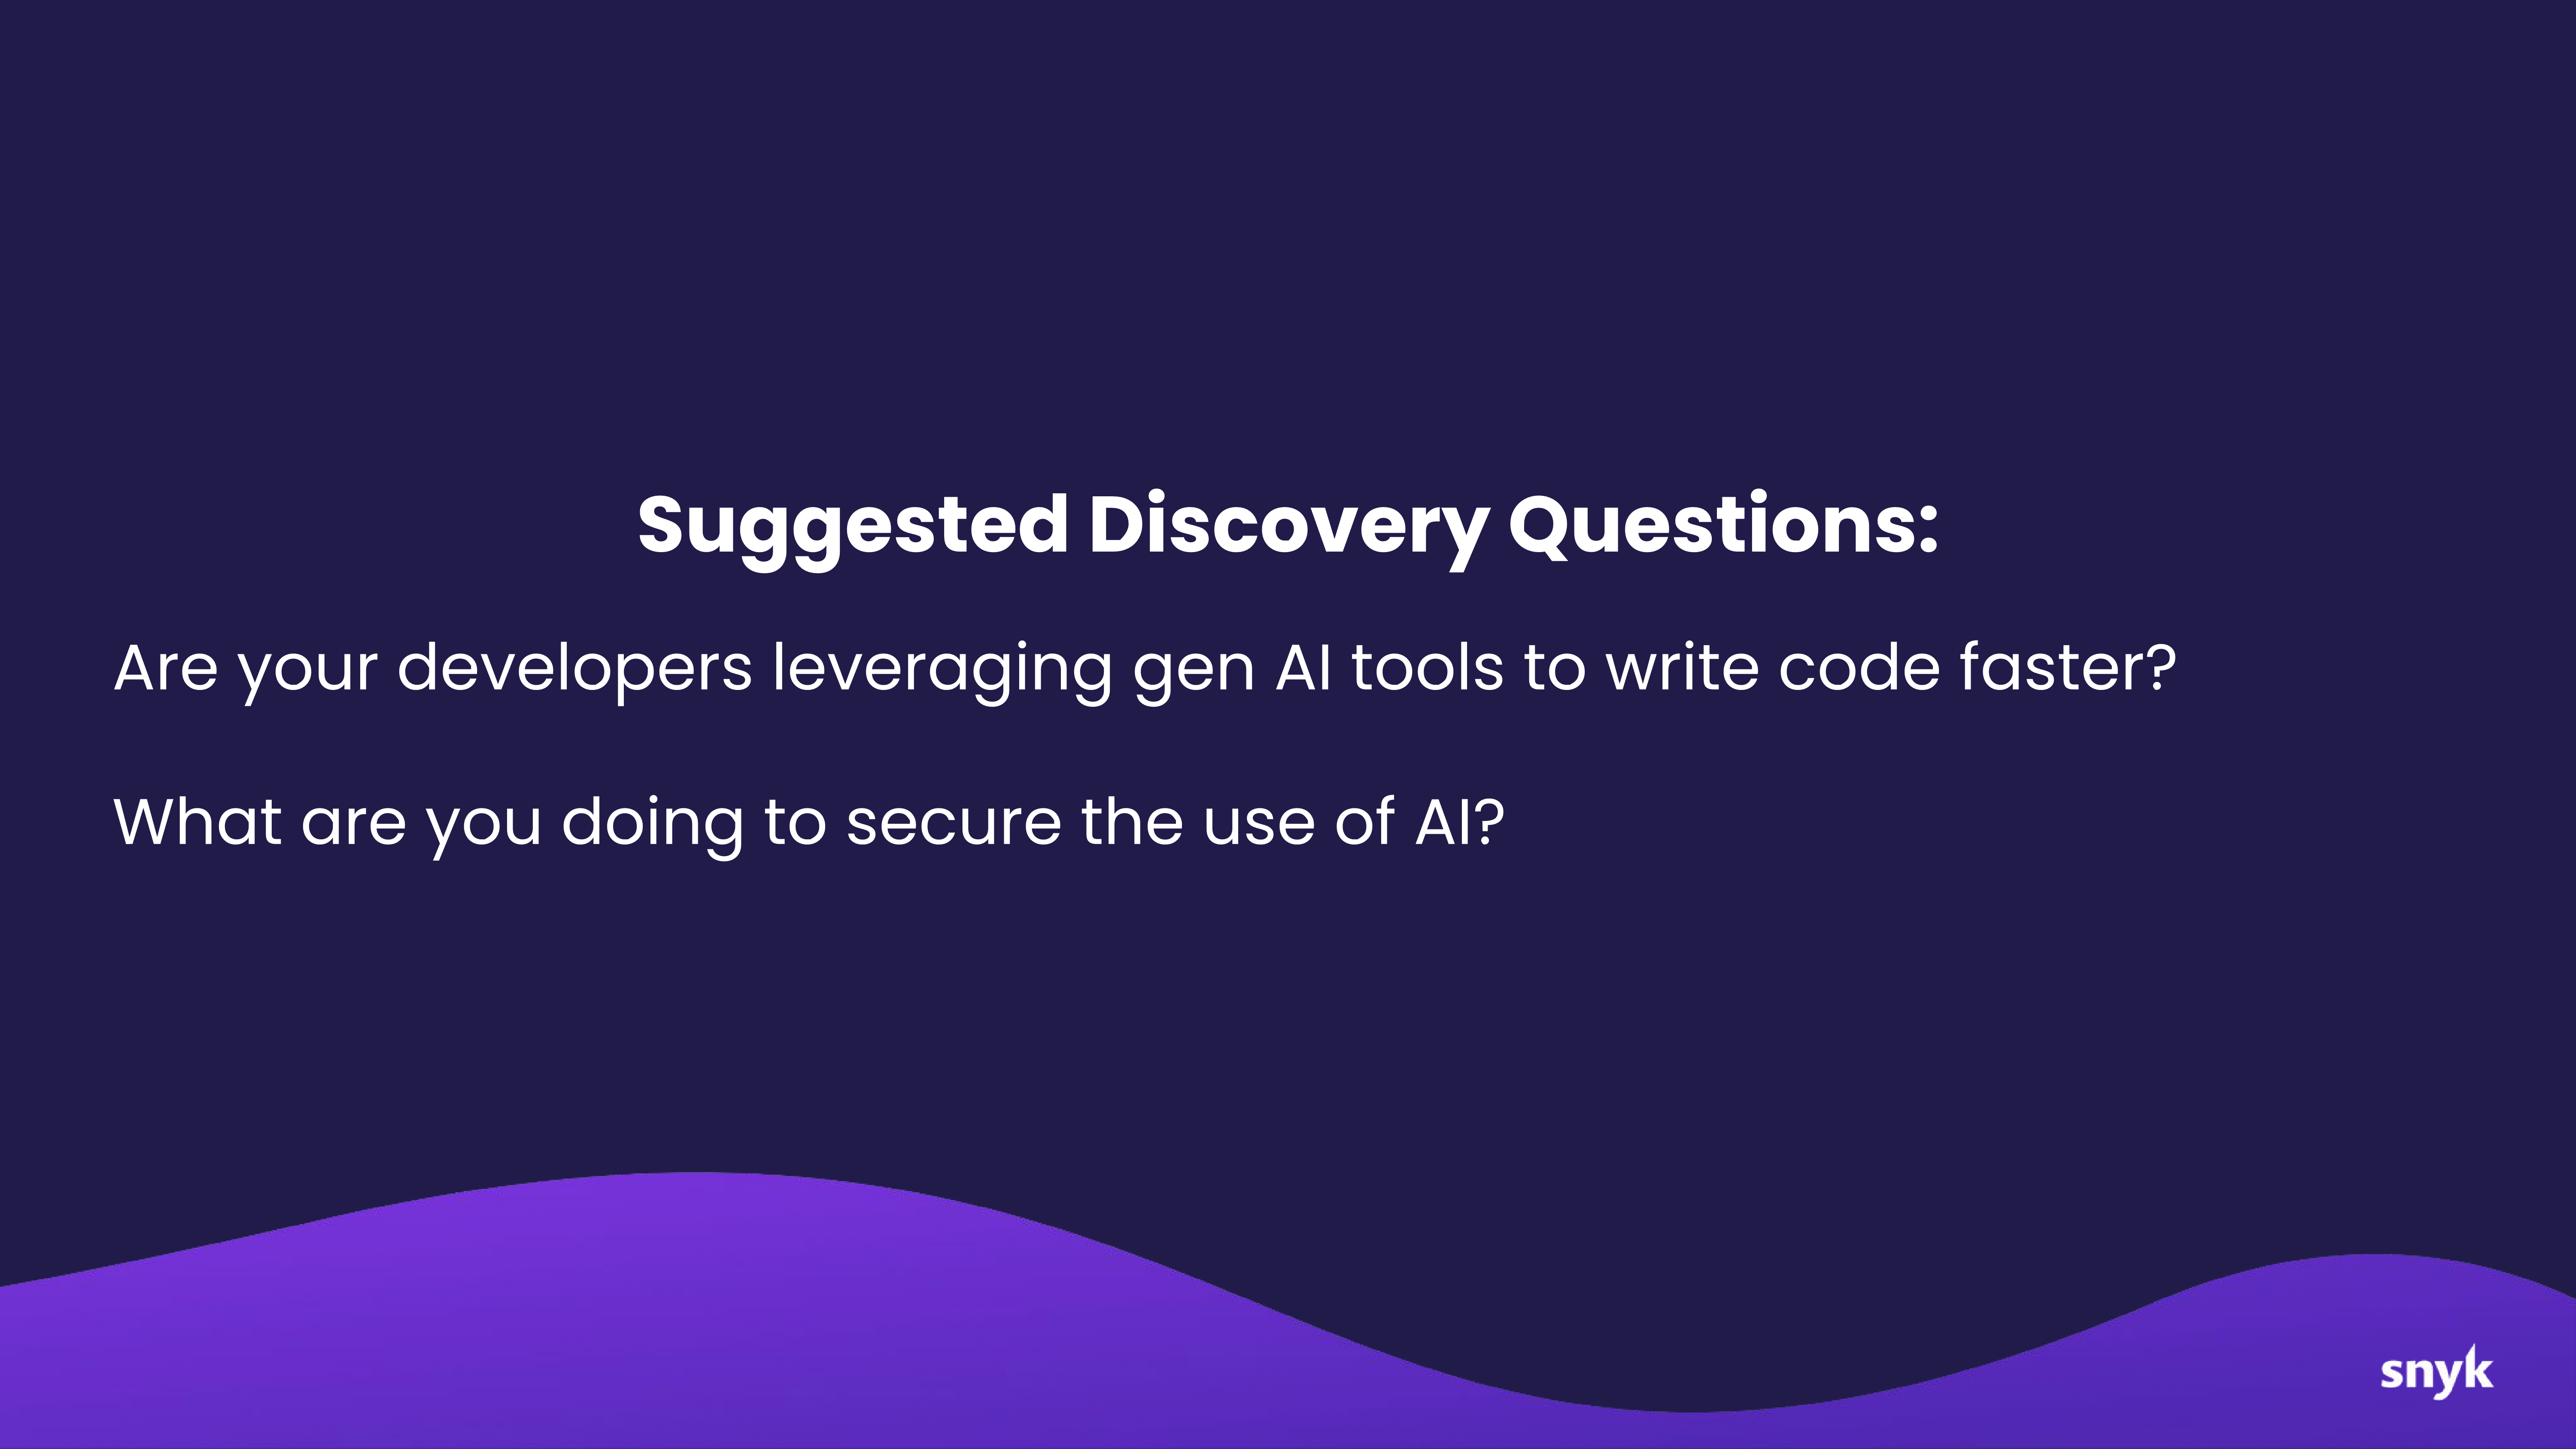 Suggested Discovery Questions:
Are your developers leveraging gen AI tools to write code faster?
What are you doing to secure the use of AI?
snyk